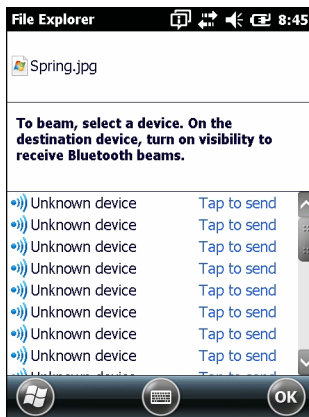 File Explorer 8:45
Spring.jpg
To beam, select a device. On the
destination device, turn on visibility to
receive Bluetooth beams.
Unknown device Tap to send
Unknown device Tap to send
Unknown device Tap to send
Unknown device Tap to send
Unknown device Tap to send
Unknown device Tap to send
Unknown device Tap to send
Unknown device Tap to send
OK